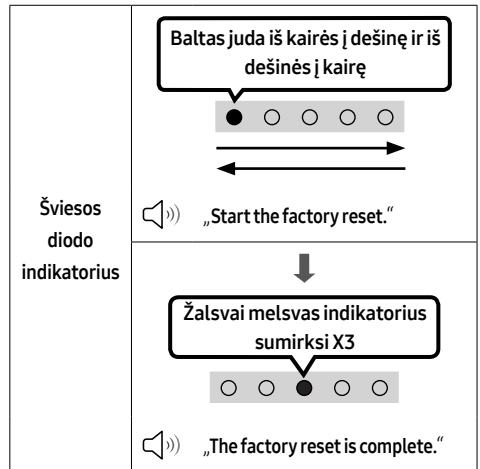 Baltas juda iš kairės į dešinę ir iš
dešinės į kairę
„Start the factory reset.“
Šviesos
diodo
indikatorius
Žalsvai melsvas indikatorius
sumirksi X3
„The factory reset is complete.“